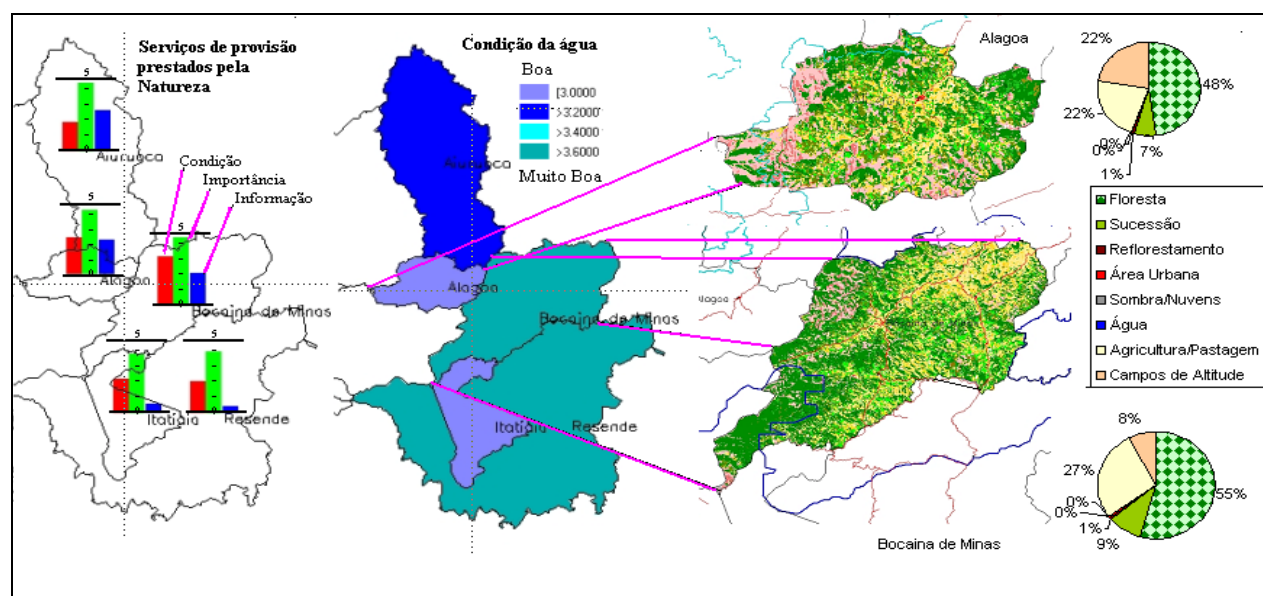 Serviços de provisão
prestados pela
Natureza
5
Aiuruoca
Condição
Importância
Informação
5
Alagoa
5
Bocaina de Minas
5
5
Itatiaia
Resende
Condição da água
Boa
[3.0000
>3.2000
>3.4000
>3.6000
Muito Boa
Aiuruoca
Alagoa
Bocaina de Minas
Itatiaia
Resende
Alagoa
Alagoa
Bocaina de Minas
22%
48%
22%
0%
0%
1%
7%
Floresta
Sucessão
Reflorestamento
Área Urbana
Sombra/Nuvens
Água
Agricultura/Pastagem
Campos de Altitude
8%
27%
55%
0%
0%
1%
9%